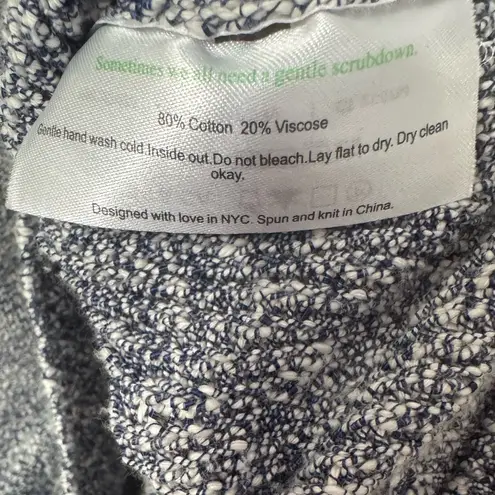 Sometimes we all need a gentle scrubdown.
80% Cotton 20% Viscose
Gentle hand wash cold.Inside out.Do not bleach.Lay flat to dry. Dry clean
okay.
Designed with love in NYC. Spun and knit in China.